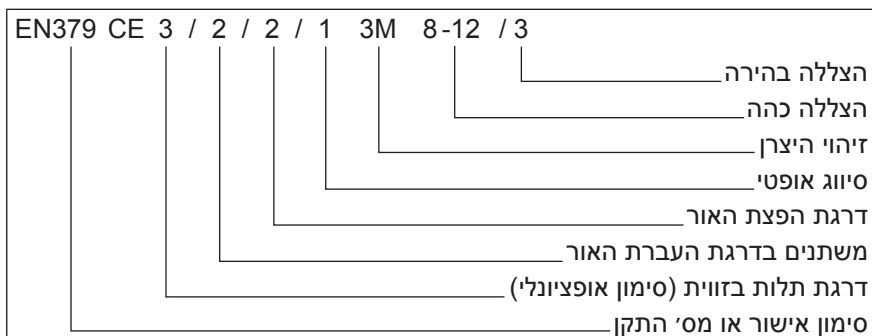 EN379 CE 3 / 2 / 2 / 1 3M 8-12 / 3
הצללה בהירה
הצללה כהה
זיהוי היצרן
סיווג אופטי
דרגת הפצת האור
משתנים בדרגת העברת האור
דרגת תלות בזווית (סימון אופציונלי)
סימון אישור או מס׳ התקן